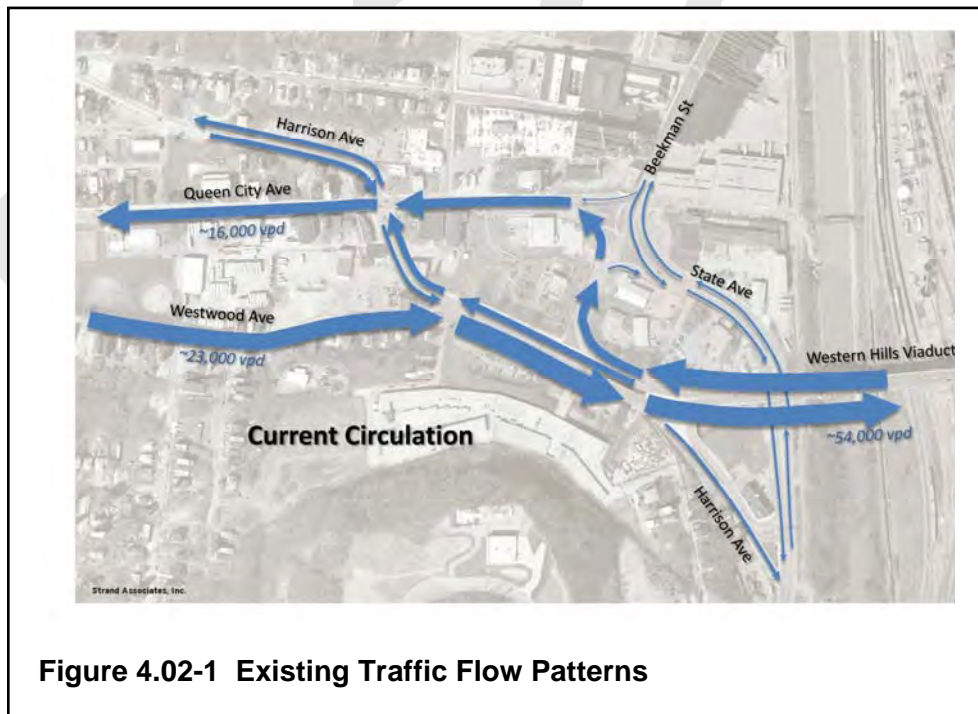 Harrison Ave
Beekman St
Queen City Ave
~16,000 vpd
State Ave
Westwood Ave
~23,000 vpd
Western Hills Viaduct
~54,000 vpd
Current Circulation
Harrison Ave
Strand Associates, Inc.
Figure 4.02-1 Existing Traffic Flow Patterns